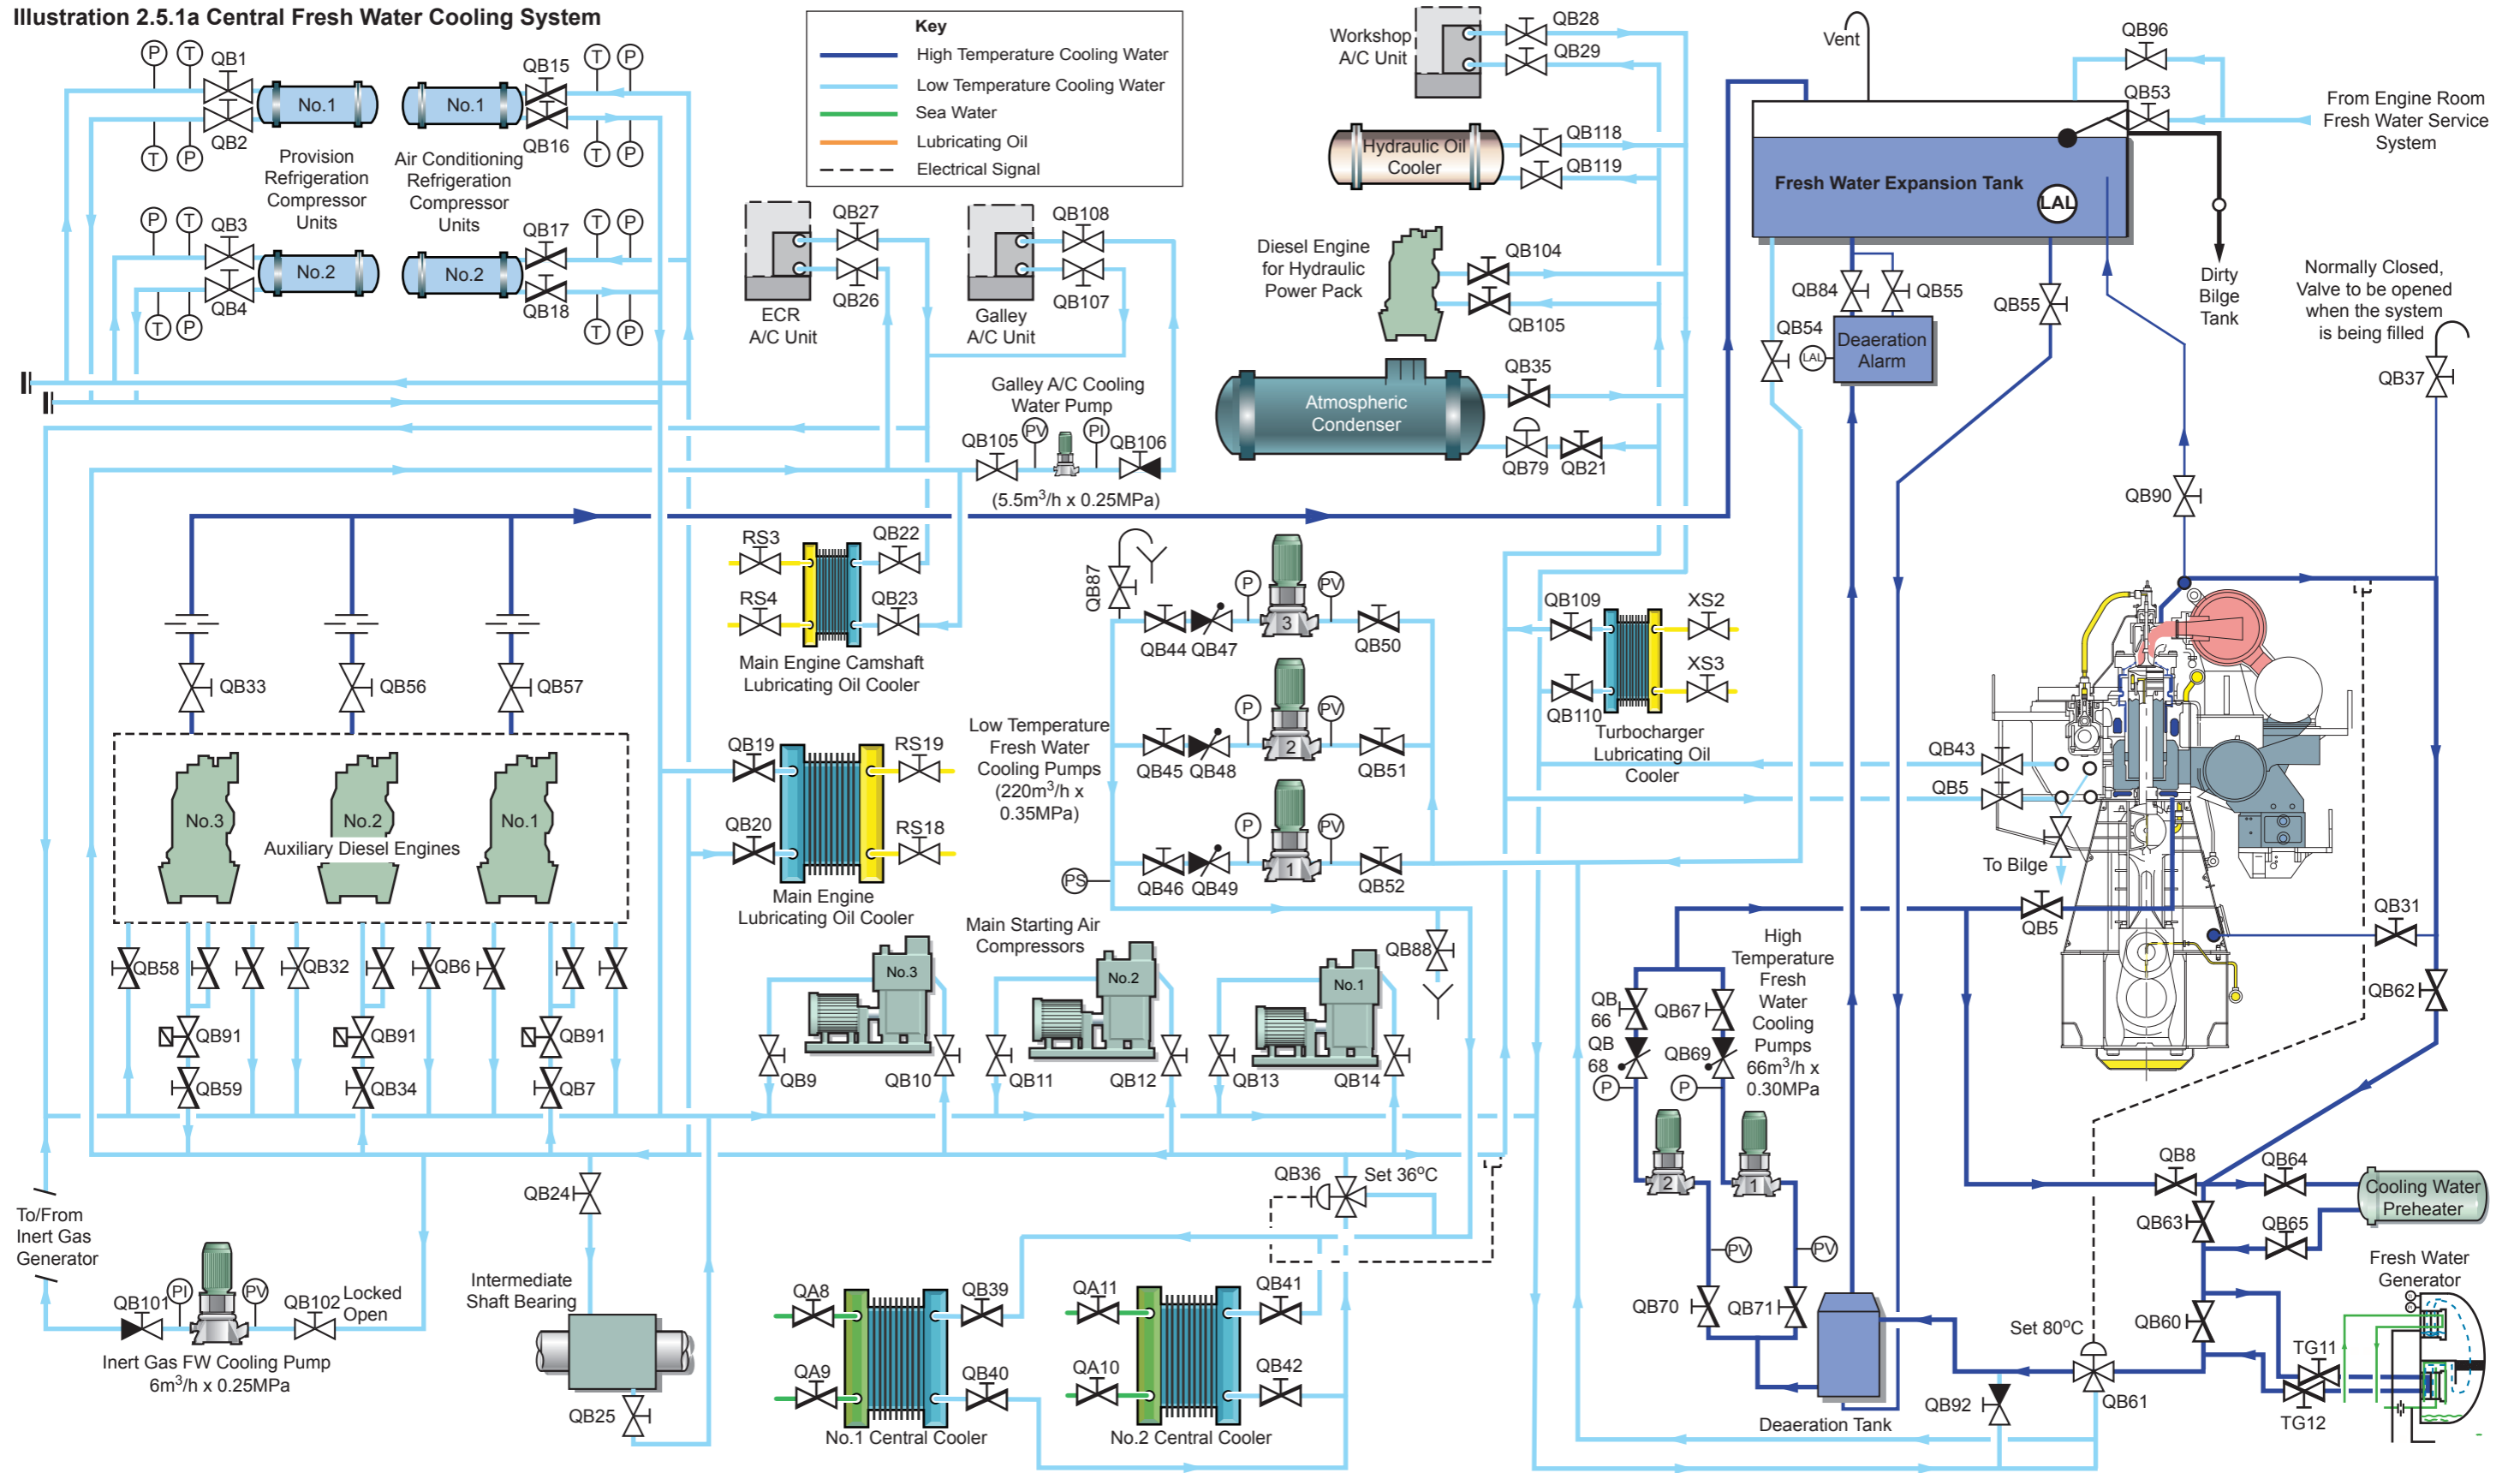 Illustration 2.5.1a Central Fresh Water Cooling System
Key
High Temperature Cooling Water
Low Temperature Cooling Water
Sea Water
Lubricating Oil
Electrical Signal
P
T
QB1
QB2
T
P
No.1
Provision
Refrigeration
Compressor
Units
P
T
QB3
QB4
T
P
No.2
No.1
QB15
QB16
T
P
T
P
Air Conditioning
Refrigeration
Compressor
Units
No.2
QB17
QB18
T
P
T
P
QB27
QB26
ECR
A/C Unit
QB108
QB107
Galley
A/C Unit
Galley A/C Cooling
Water Pump
QB105
PV
PI
QB106
(5.5m³/h x 0.25MPa)
Workshop
A/C Unit
QB28
QB29
Hydraulic Oil
Cooler
QB118
QB119
Diesel Engine
for Hydraulic
Power Pack
QB104
QB105
Atmospheric
Condenser
QB35
QB79
QB21
Vent
QB96
QB53
From Engine Room
Fresh Water Service
System
Fresh Water Expansion Tank
LAL
QB84
QB55
QB54
LAL
Deaeration
Alarm
QB55
Dirty
Bilge
Tank
Normally Closed,
Valve to be opened
when the system
is being filled
QB37
QB90
QB33
QB56
QB57
No.3
No.2
No.1
Auxiliary Diesel Engines
QB58
QB32
QB6
QB91
QB91
QB91
QB59
QB34
QB7
RS3
RS4
QB22
QB23
Main Engine Camshaft
Lubricating Oil Cooler
QB19
QB20
RS19
RS18
Main Engine
Lubricating Oil Cooler
QB87
Low Temperature
Fresh Water
Cooling Pumps
(220m³/h x
0.35MPa)
QB44
QB47
P
3
PV
QB50
QB45
QB48
P
2
PV
QB51
QB46
QB49
P
1
PV
QB52
PS
QB109
QB110
XS2
XS3
Turbocharger
Lubricating Oil
Cooler
QB43
QB5
To Bilge
QB5
QB31
QB62
Main Starting Air
Compressors
No.3
No.2
No.1
QB9
QB10
QB11
QB12
QB13
QB14
QB88
High
Temperature
Fresh
Water
Cooling
Pumps
66m³/h x
0.30MPa
QB
66
QB67
QB
68
QB69
P
P
2
1
PV
PV
QB70
QB71
Deaeration Tank
QB8
QB64
Cooling Water
Preheater
QB63
QB65
Fresh Water
Generator
QB60
Set 80°C
QB61
QB92
TG11
TG12
To/From
Inert Gas
Generator
QB101
PI
PV
QB102
Locked
Open
Inert Gas FW Cooling Pump
6m³/h x 0.25MPa
QB24
Intermediate
Shaft Bearing
QB25
QB36
Set 36°C
QA8
QA9
QB39
QB40
No.1 Central Cooler
QA11
QA10
QB41
QB42
No.2 Central Cooler